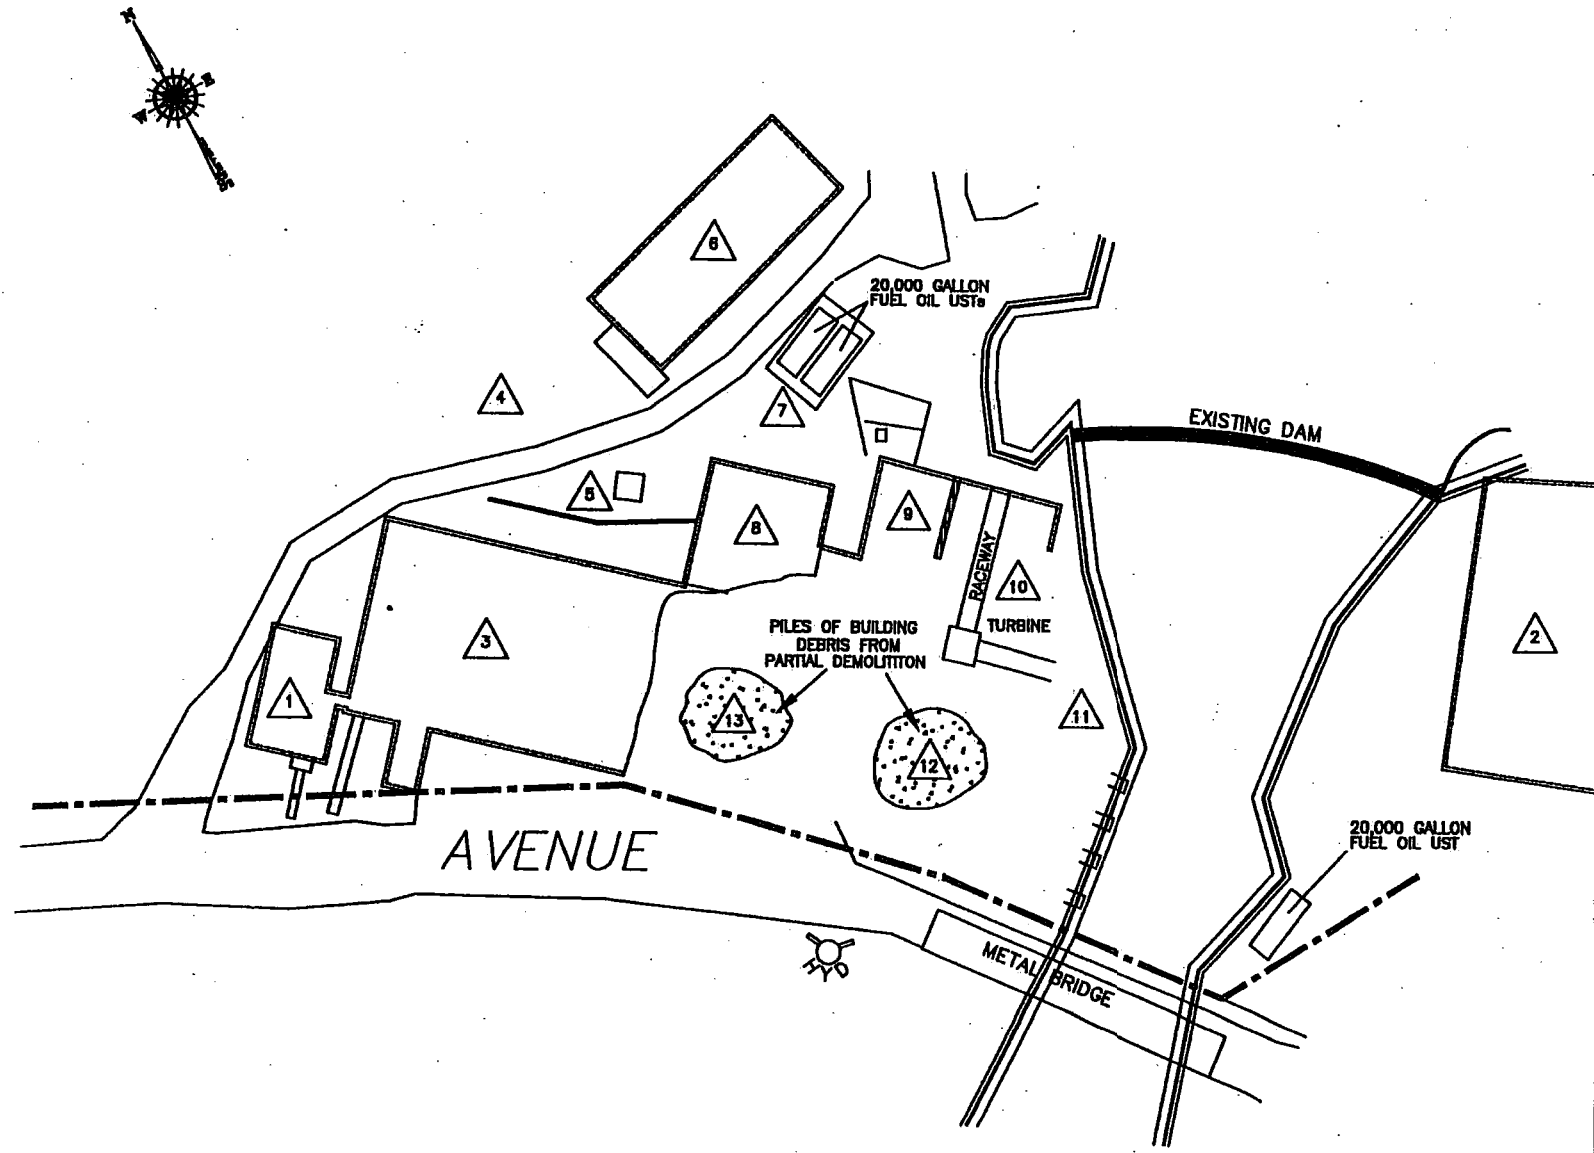 N
E
W
6
20,000 GALLON
FUEL OIL USTs
4
7
EXISTING DAM
5
8
9
RACEWAY
10
3
PILES OF BUILDING
DEBRIS FROM
PARTIAL DEMOLITITON
TURBINE
2
1
13
11
12
20,000 GALLON
FUEL OIL UST
AVENUE
HYD
METAL BRIDGE